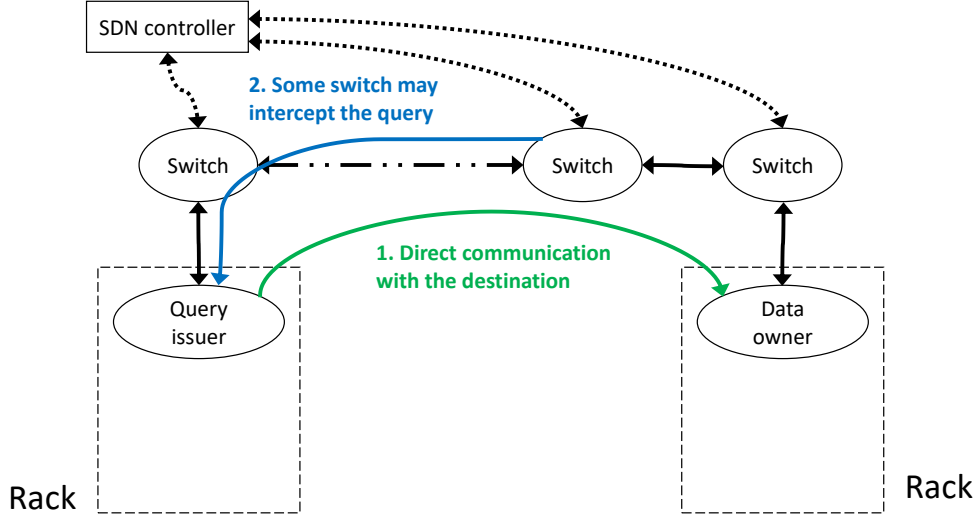 SDN controller
2. Some switch may
intercept the query
Switch
Switch
Switch
1. Direct communication
with the destination
Query
issuer
Data
owner
Rack
Rack